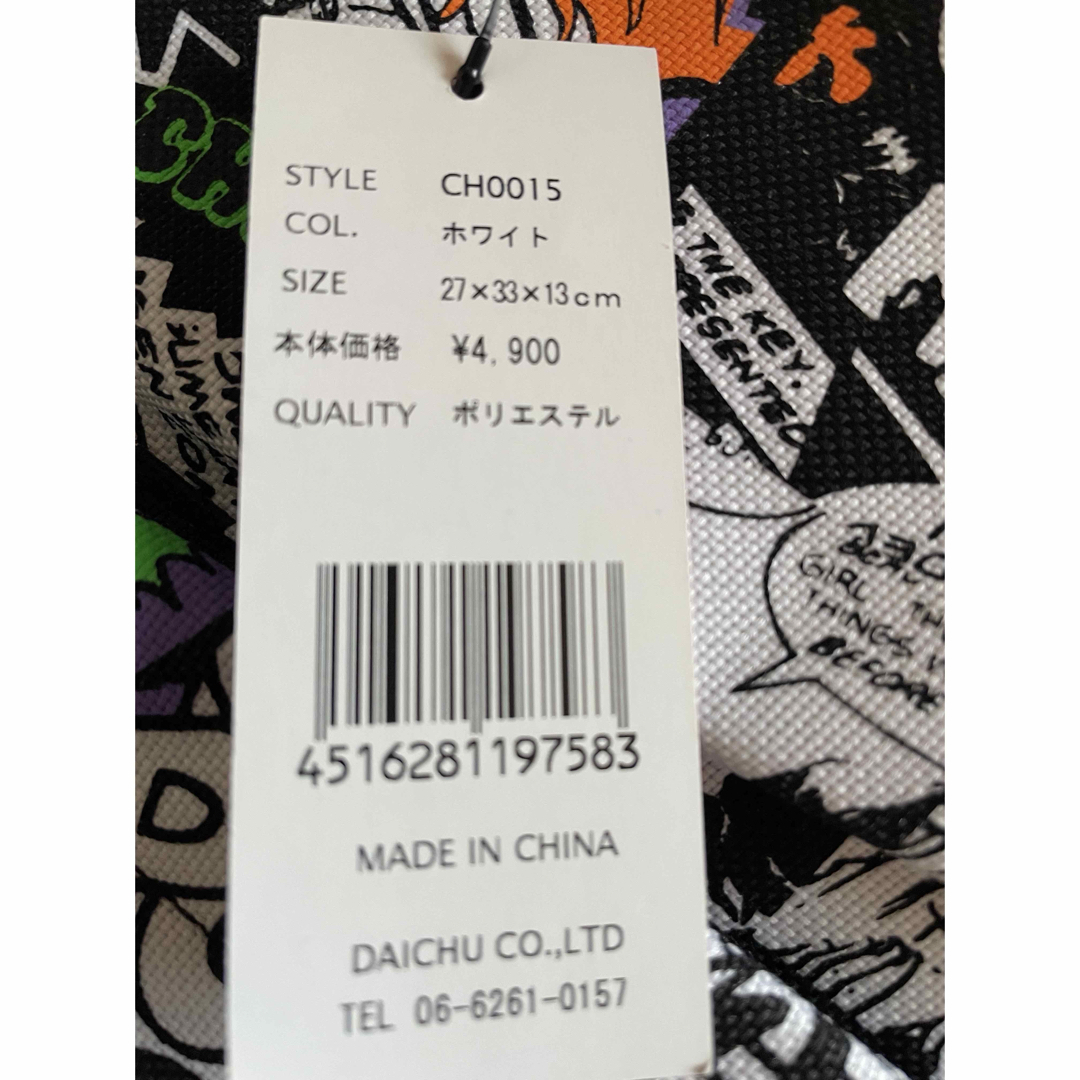 STYLE CH0015
COL. ホワイト
SIZE 27×33×13cm
本体価格 ¥4,900
QUALITY ポリエステル
4516281197583
MADE IN CHINA
DAICHU CO.,LTD
TEL 06-6261-0157
THE KEY.
GIRL
THINGS
BECORE